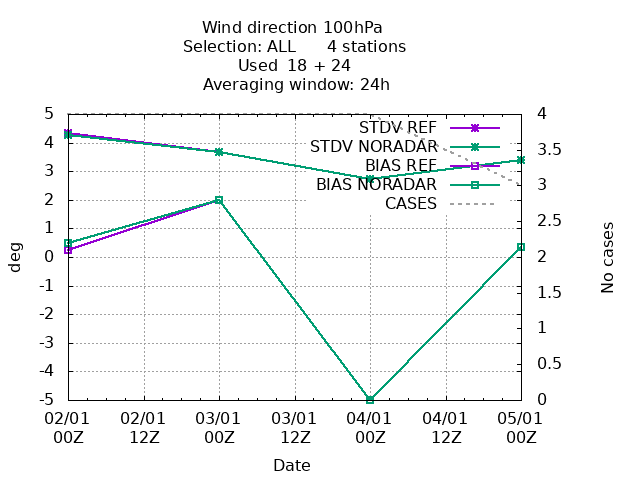 Wind direction 100hPa
Selection: ALL      4 stations
Used  18 + 24
Averaging window: 24h
STDV REF
STDV NORADAR
BIAS REF
BIAS NORADAR
CASES
deg
5
4
3
2
1
0
-1
-2
-3
-4
-5
No cases
4
3.5
3
2.5
2
1.5
1
0.5
0
02/01 02/01 03/01 03/01 04/01 04/01 05/01
00Z 12Z 00Z 12Z 00Z 12Z 00Z
Date